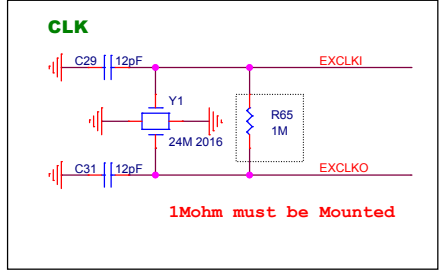 CLK
C29 12pF
EXCLKI
Y1
R65
1M
24M 2016
C31 12pF
EXCLKO
1Mohm must be Mounted